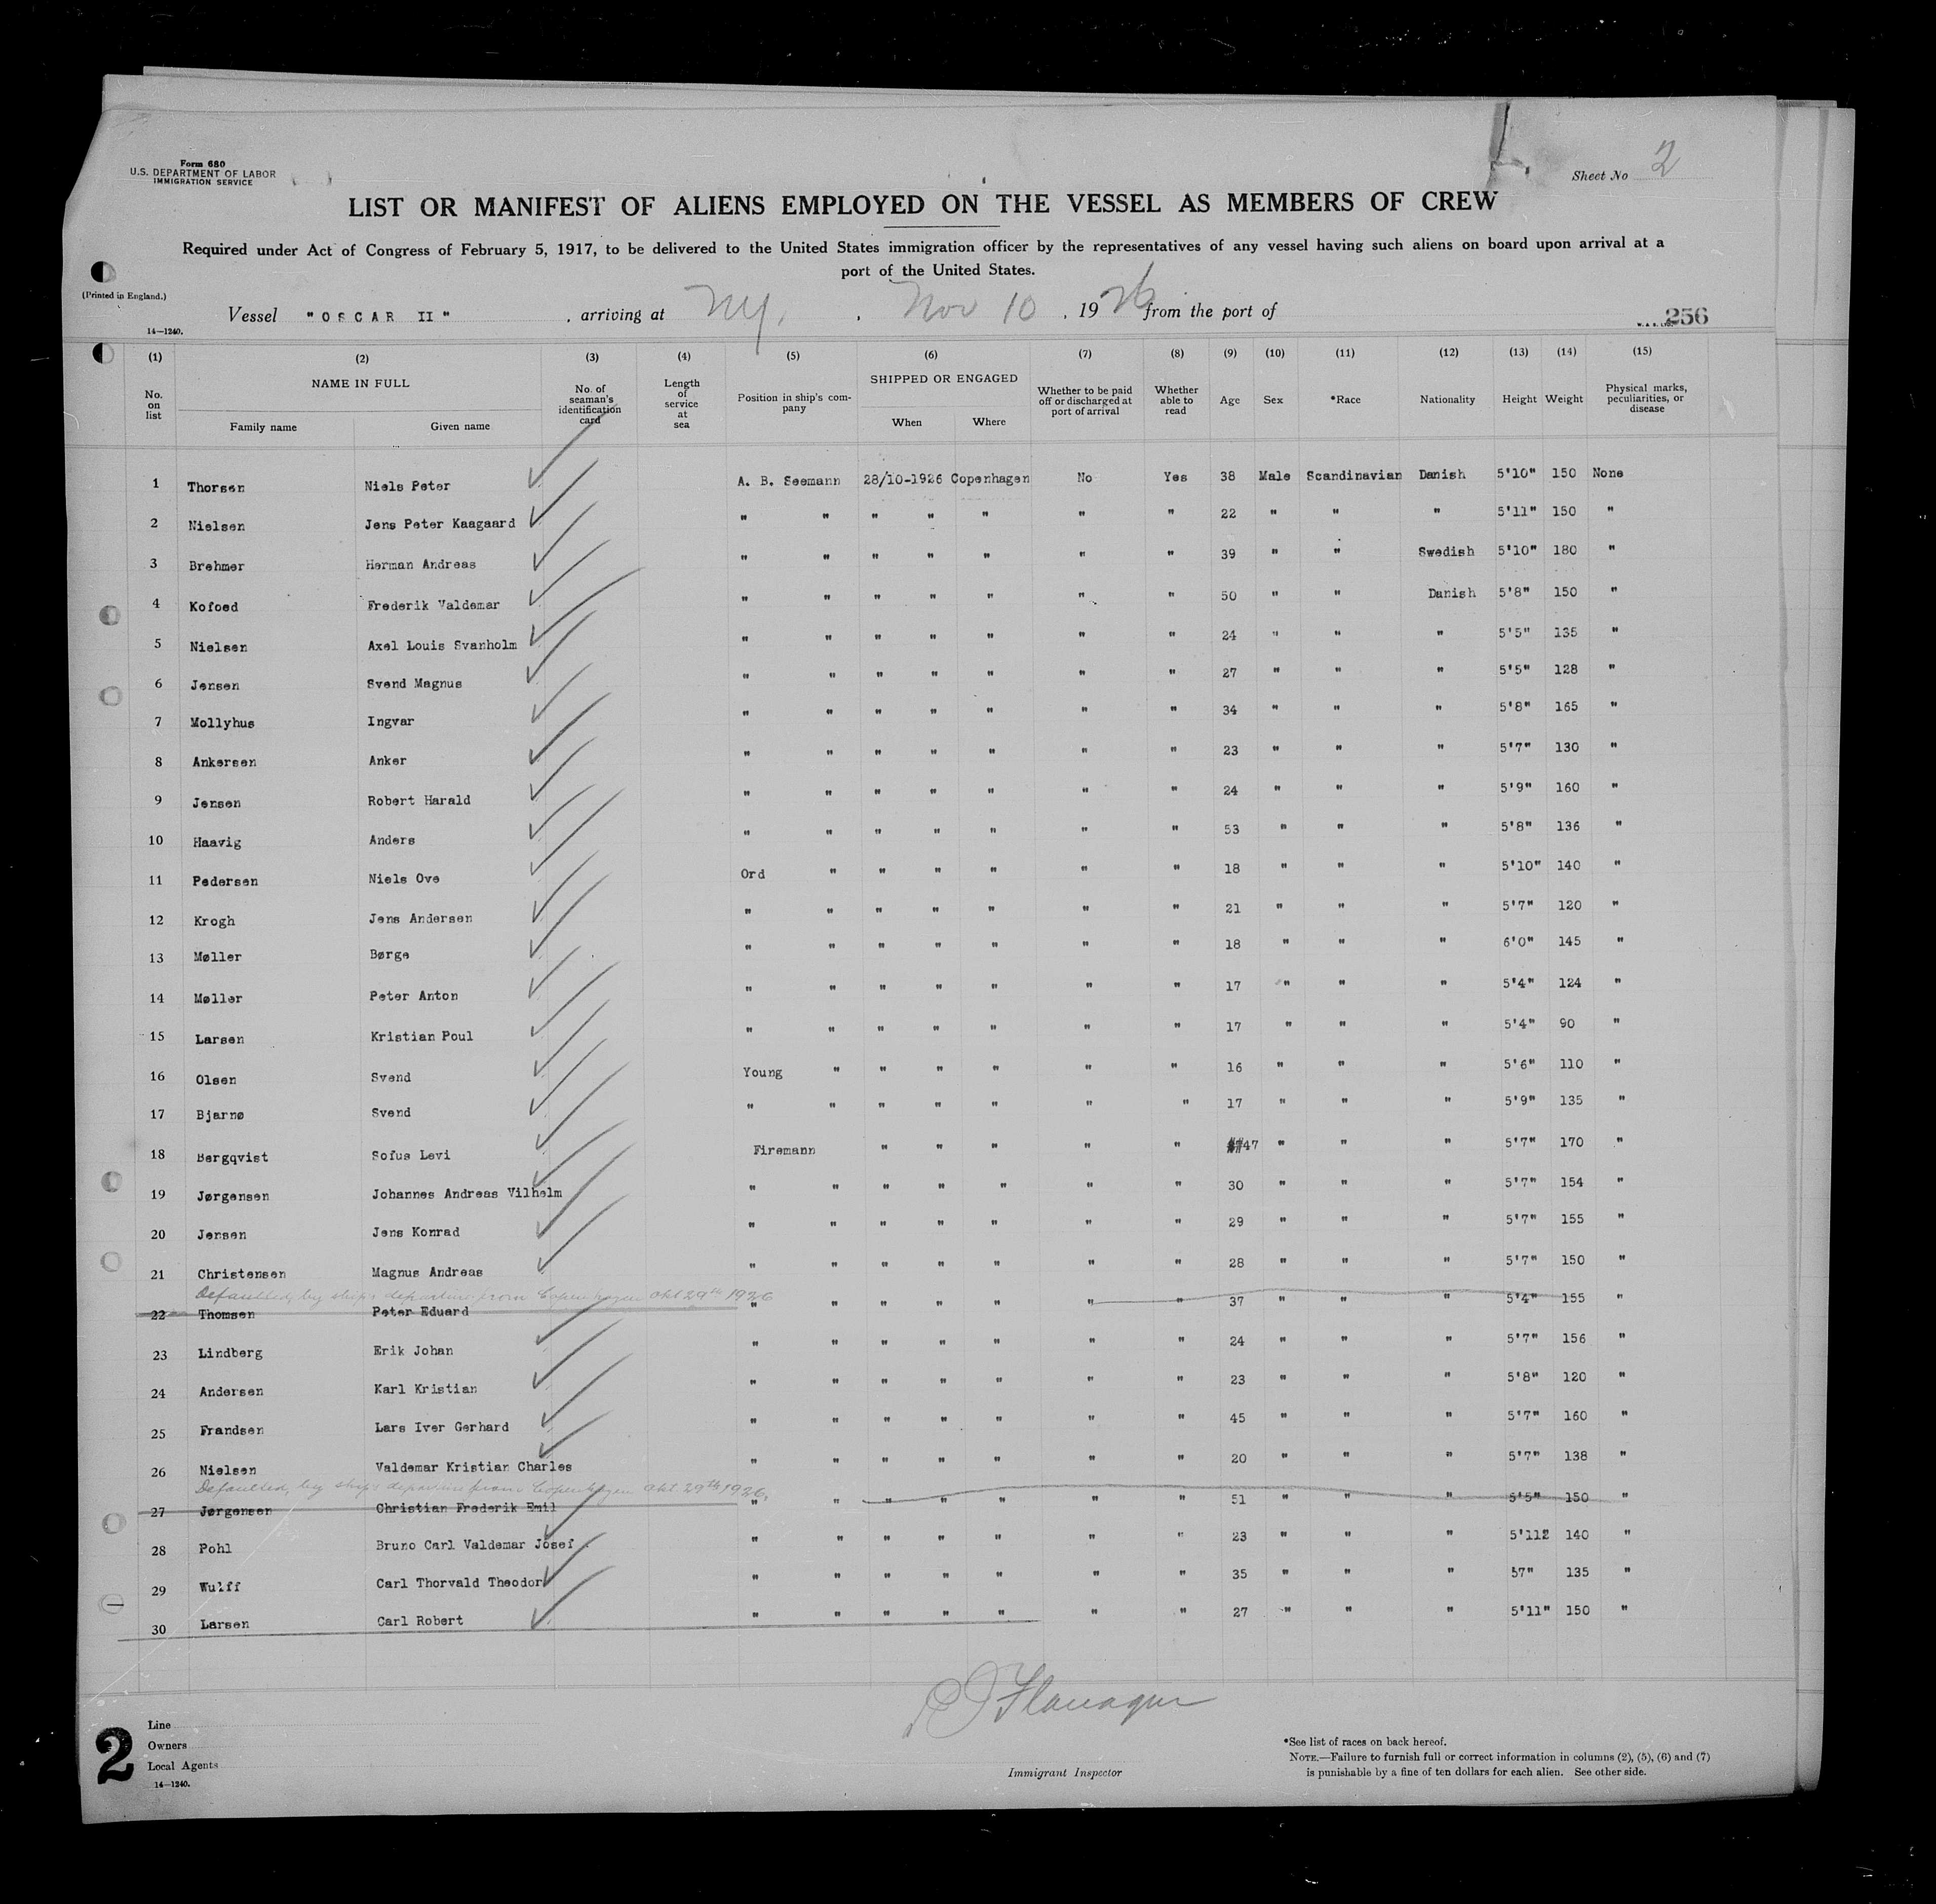 Form 680
U.S. DEPARTMENT OF LABOR
IMMIGRATION SERVICE
Sheet No 2
LIST OR MANIFEST OF ALIENS EMPLOYED ON THE VESSEL AS MEMBERS OF CREW
Required under Act of Congress of February 5, 1917, to be delivered to the United States immigration officer by the representatives of any vessel having such aliens on board upon arrival at a
port of the United States.
(Printed in England.)
Vessel "OSCAR II", arriving at NY, , Nov 10, 1926 from the port of
14—1240.
256
(1) (2) (3) (4) (5) (6) (7) (8) (9) (10) (11) (12) (13) (14) (15)
No. on list NAME IN FULL Family name Given name No. of seaman's identification card Length of service at sea Position in ship's company SHIPPED OR ENGAGED When Where Whether to be paid off or discharged at port of arrival Whether able to read Age Sex *Race Nationality Height Weight Physical marks, peculiarities, or disease
1 Thorsen Niels Peter A. B. Seemann 28/10-1926 Copenhagen No Yes 38 Male Scandinavian Danish 5'10" 150 None
2 Nielsen Jens Peter Kaagaard " " " " " " " 22 " " " 5'11" 150 "
3 Brehmer Herman Andreas " " " " " " " 39 " " Swedish 5'10" 180 "
4 Kofoed Frederik Valdemar " " " " " " " 50 " " Danish 5'8" 150 "
5 Nielsen Axel Louis Svanholm " " " " " " " 24 " " " 5'5" 135 "
6 Jensen Svend Magnus " " " " " " " 27 " " " 5'5" 128 "
7 Mollyhus Ingvar " " " " " " " 34 " " " 5'8" 165 "
8 Ankersen Anker " " " " " " " 23 " " " 5'7" 130 "
9 Jensen Robert Harald " " " " " " " 24 " " " 5'9" 160 "
10 Haavig Anders " " " " " " " 53 " " " 5'8" 136 "
11 Pedersen Niels Ove Ord " " " " " " 18 " " " 5'10" 140 "
12 Krogh Jens Andersen " " " " " " " 21 " " " 5'7" 120 "
13 Møller Børge " " " " " " " 18 " " " 6'0" 145 "
14 Møller Peter Anton " " " " " " " 17 " " " 5'4" 124 "
15 Larsen Kristian Poul " " " " " " " 17 " " " 5'4" 90 "
16 Olsen Svend Young " " " " " " 16 " " " 5'6" 110 "
17 Bjarnø Svend " " " " " " " 17 " " " 5'9" 135 "
18 Bergqvist Sofus Levi Firemann " " " " " 47 " " " 5'7" 170 "
19 Jørgensen Johannes Andreas Vilhelm " " " " " " " 30 " " " 5'7" 154 "
20 Jensen Jens Konrad " " " " " " " 29 " " " 5'7" 155 "
21 Christensen Magnus Andreas " " " " " " " 28 " " " 5'7" 150 "
Defaulted, by ships departure from Copenhagen Okt 29th 1926
22 Thomsen Peter Eduard " " " " " " " 37 " " " 5'4" 155 "
23 Lindberg Erik Johan " " " " " " " 24 " " " 5'7" 156 "
24 Andersen Karl Kristian " " " " " " " 23 " " " 5'8" 120 "
25 Frandsen Lars Iver Gerhard " " " " " " " 45 " " " 5'7" 160 "
26 Nielsen Valdemar Kristian Charles " " " " " " " 20 " " " 5'7" 138 "
Defaulted, by ships departure from Copenhagen Okt 29th 1926.
27 Jørgensen Christian Frederik Emil " " " " " " " 51 " " " 5'5" 150 "
28 Pohl Bruno Carl Valdemar Josef " " " " " " " 23 " " " 5'112 140 "
29 Wulff Carl Thorvald Theodor " " " " " " " 35 " " " 57" 135 "
30 Larsen Carl Robert " " " " " " " 27 " " " 5'11" 150 "
Flanagan
2
Line
Owners
Local Agents
14—1240.
Immigrant Inspector
*See list of races on back hereof.
NOTE.—Failure to furnish full or correct information in columns (2), (5), (6) and (7)
is punishable by a fine of ten dollars for each alien. See other side.